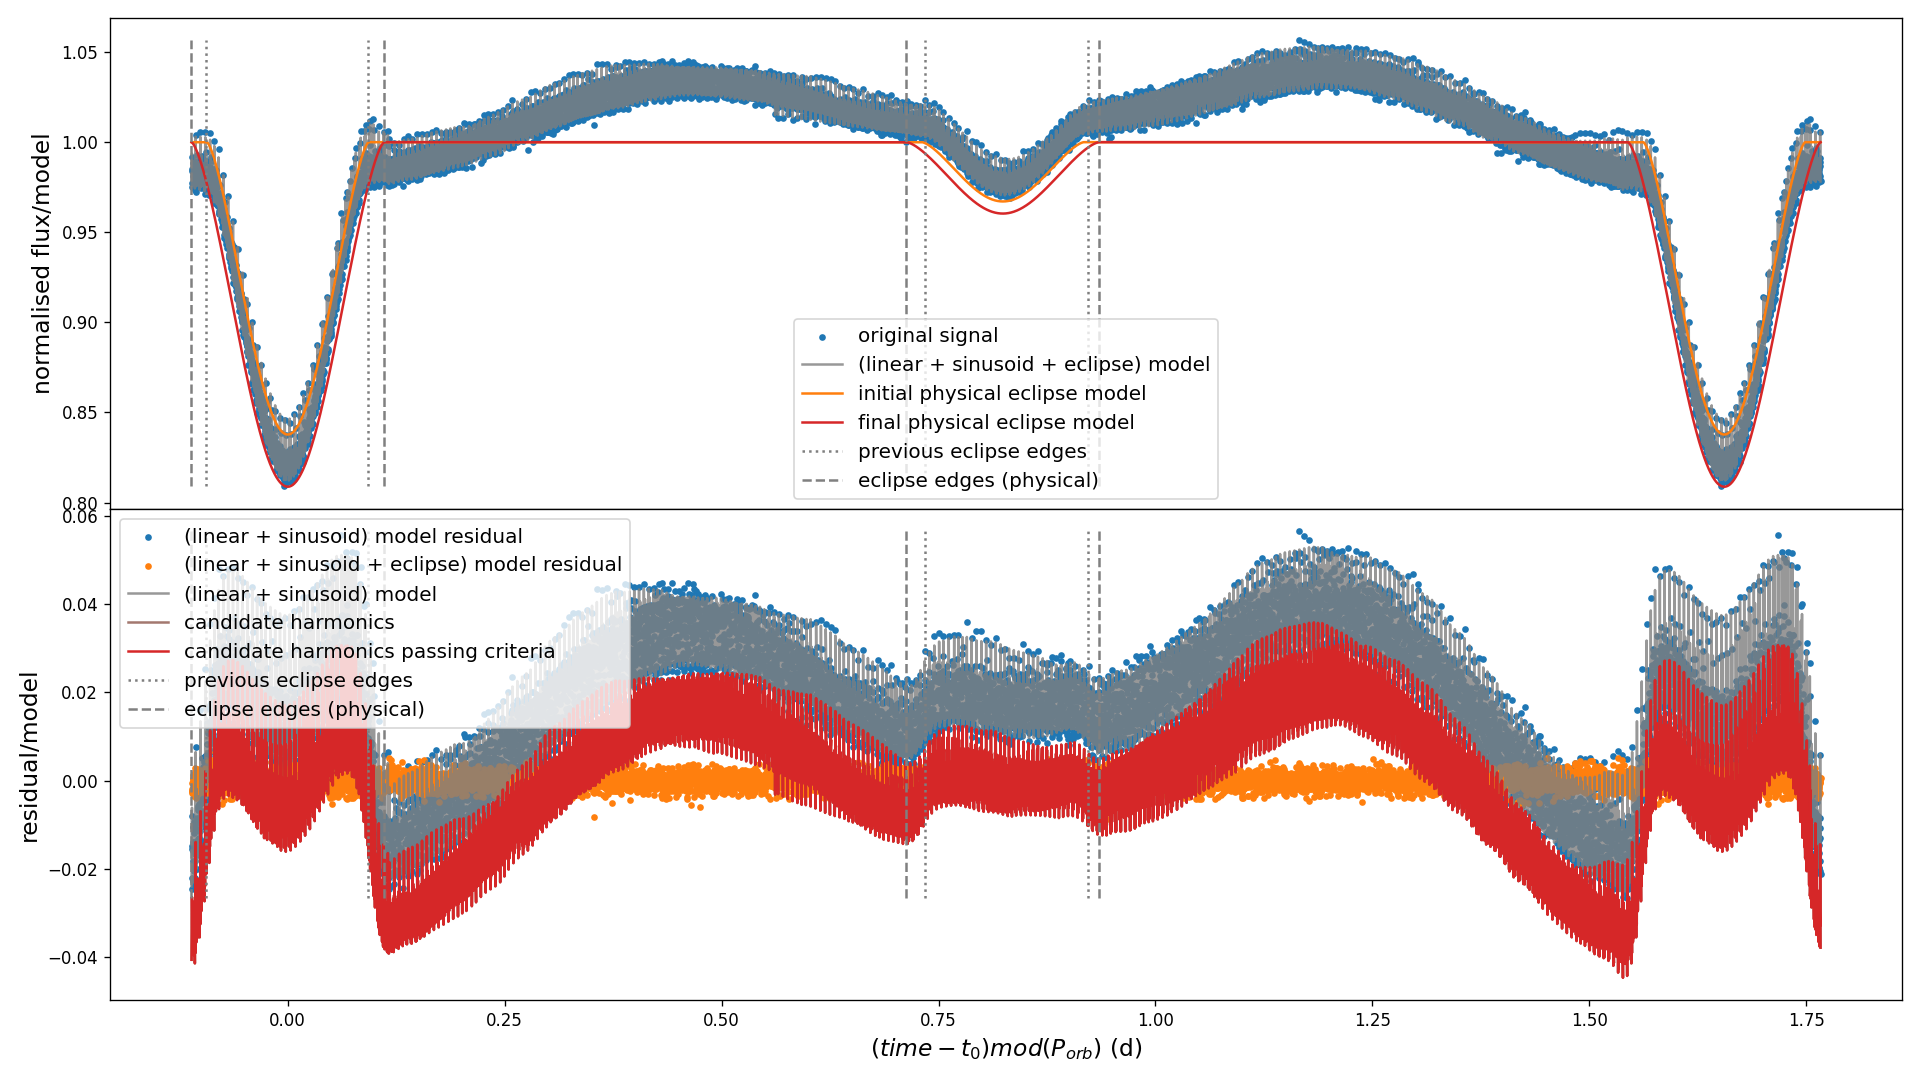 1.05
1.00
0.95
0.90
0.85
0.80
normalised flux/model
original signal
(linear + sinusoid + eclipse) model
initial physical eclipse model
final physical eclipse model
previous eclipse edges
eclipse edges (physical)
0.06
0.04
0.02
0.00
−0.02
−0.04
residual/model
(linear + sinusoid) model residual
(linear + sinusoid + eclipse) model residual
(linear + sinusoid) model
candidate harmonics
candidate harmonics passing criteria
previous eclipse edges
eclipse edges (physical)
0.00 0.25 0.50 0.75 1.00 1.25 1.50 1.75
(time − t₀)mod(P_orb) (d)